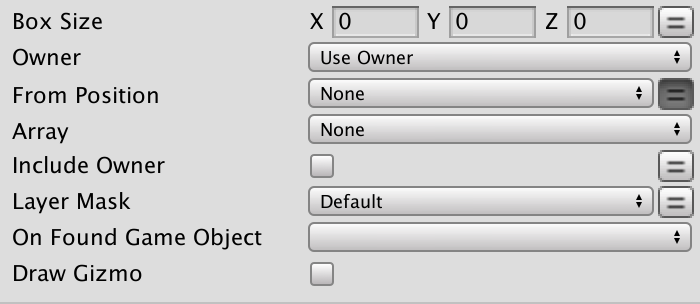 Box Size X 0 Y 0 Z 0
Owner Use Owner
From Position None
Array None
Include Owner
Layer Mask Default
On Found Game Object
Draw Gizmo